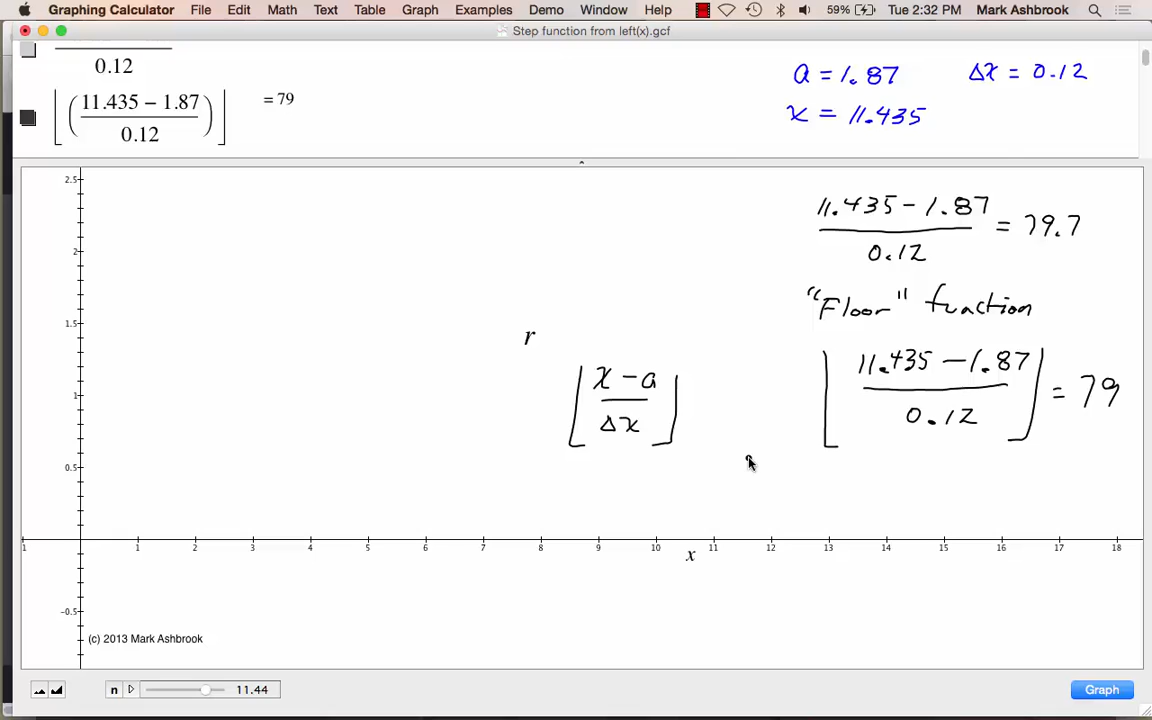 Graphing Calculator File Edit Math Text Table Graph Examples Demo Window Help 59% Tue 2:32 PM Mark Ashbrook
Step function from left(x).gcf
0.12
⌊(11.435 − 1.87 / 0.12)⌋ = 79
a = 1.87 Δx = 0.12
x = 11.435
11.435 − 1.87 / 0.12 = 79.7
"Floor" function
⌊11.435 − 1.87 / 0.12⌋ = 79
r
⌊x − a / Δx⌋
2.5
2
1.5
1
0.5
1 1 2 3 4 5 6 7 8 9 10 11 12 13 14 15 16 17 18
x
−0.5
(c) 2013 Mark Ashbrook
n 11.44
Graph